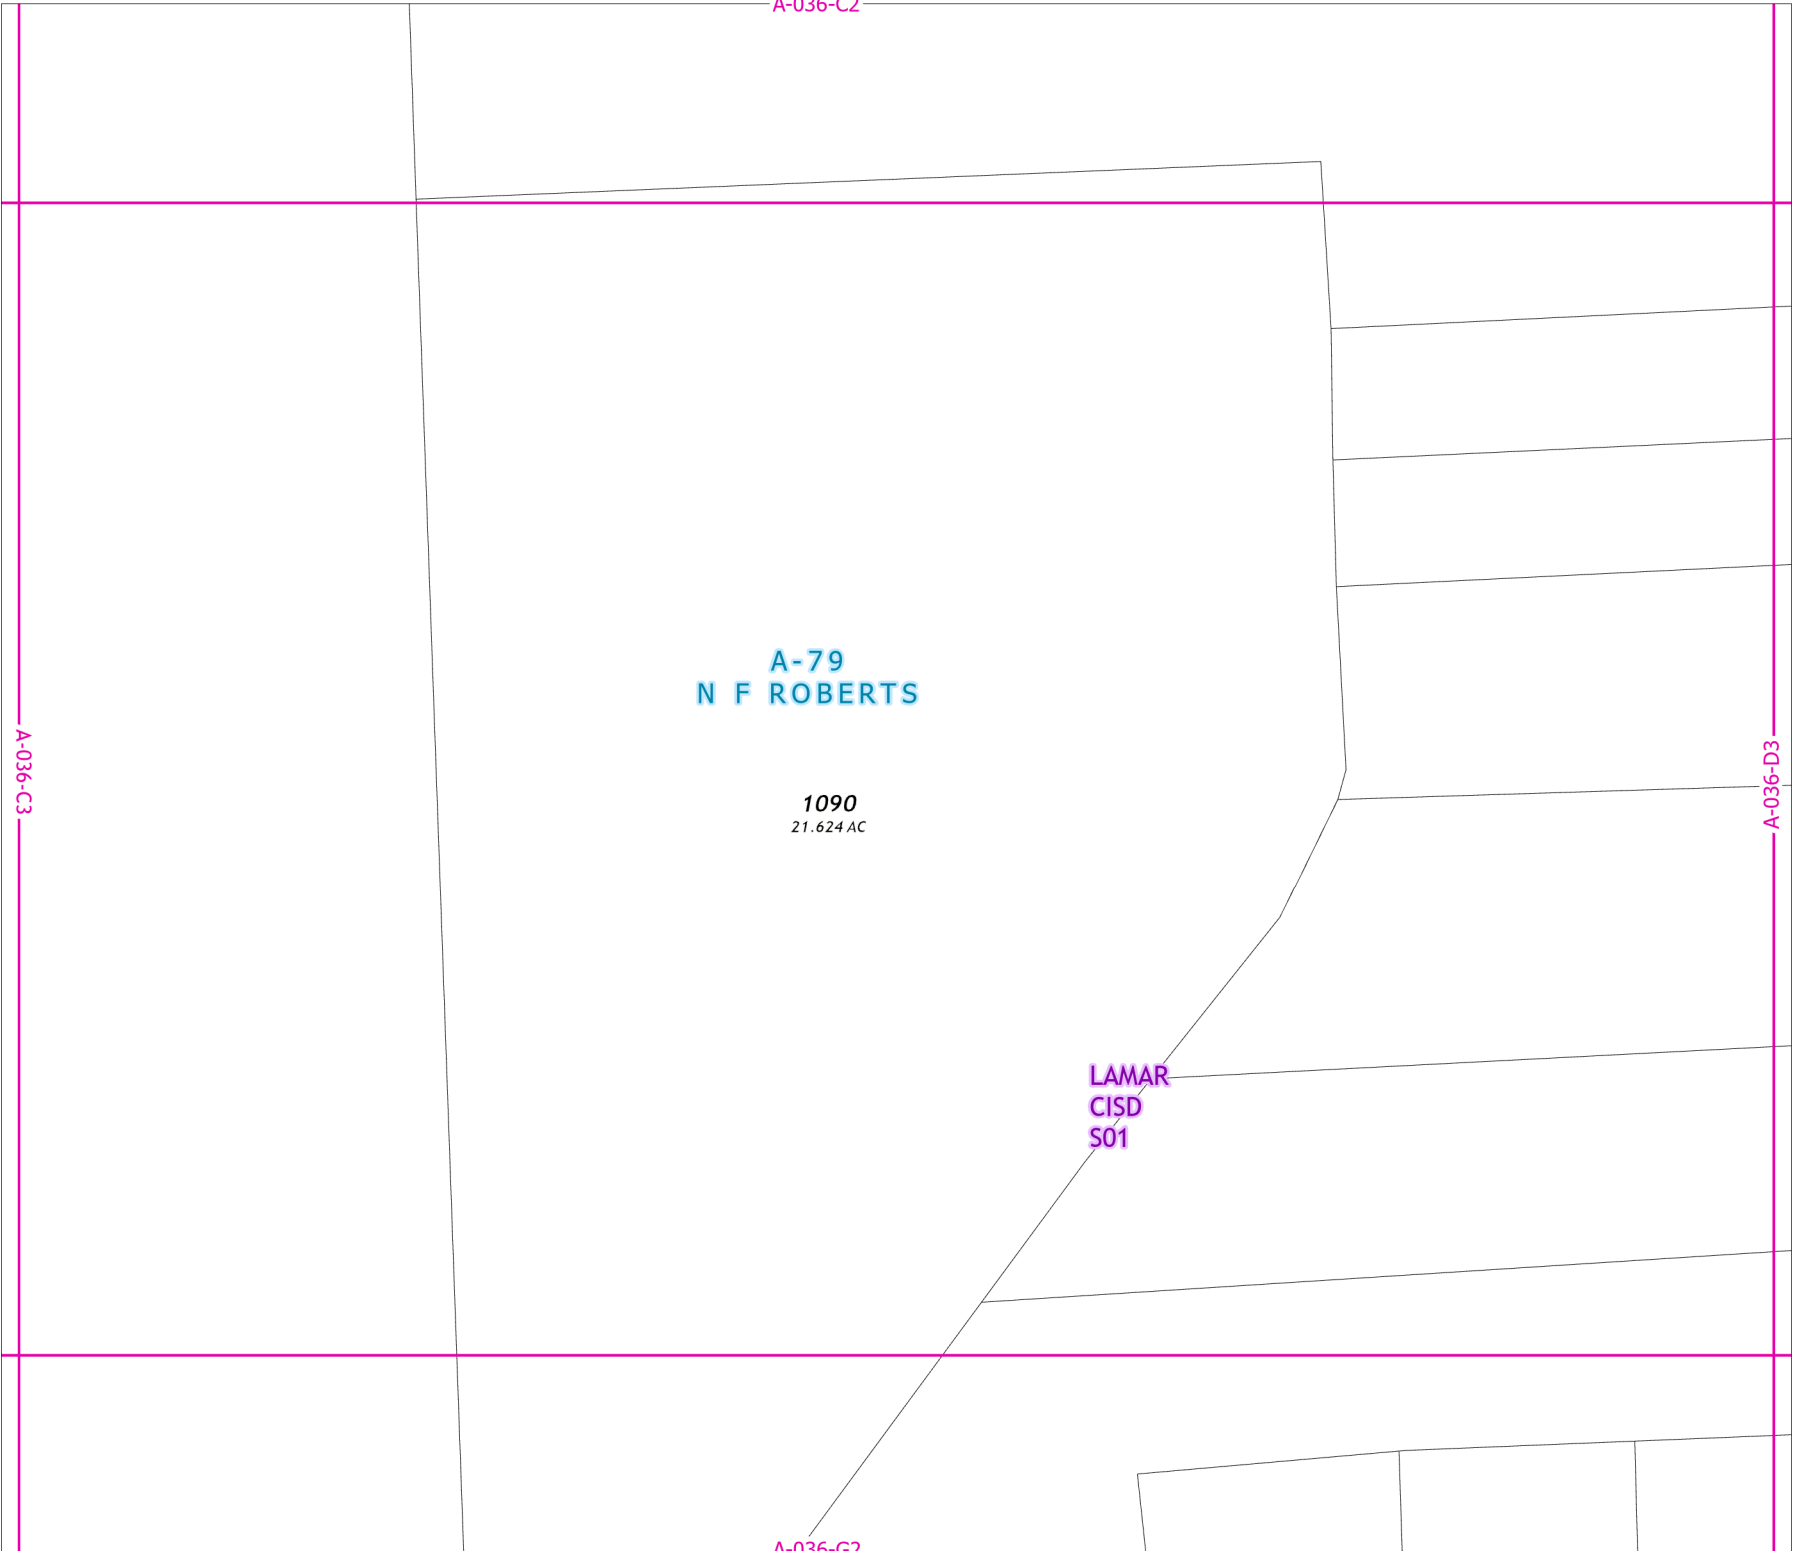 A-036-C2
A-79
N F ROBERTS
A-036-C3
A-036-D3
1090
21.624 AC
LAMAR
CISD
S01
A-036-G2